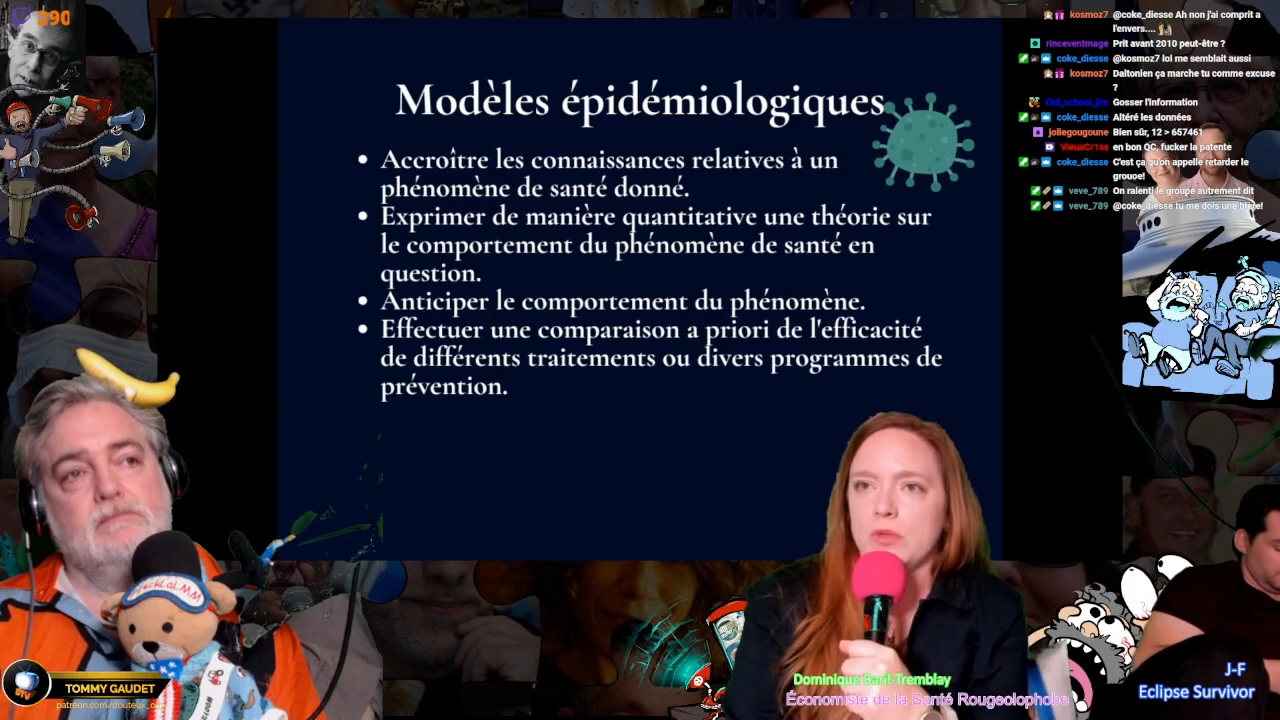 290
Modèles épidémiologiques
Accroître les connaissances relatives à un
phénomène de santé donné.
Exprimer de manière quantitative une théorie sur
le comportement du phénomène de santé en
question.
Anticiper le comportement du phénomène.
Effectuer une comparaison a priori de l'efficacité
de différents traitements ou divers programmes de
prévention.
kosmoz7 @coke_diesse Ah non j'ai comprit a
l'envers....
rinceventmage Prit avant 2010 peut-être ?
coke_diesse @kosmoz7 lol me semblait aussi
kosmoz7 Daltonien ça marche tu comme excuse
?
Gosser l'information
coke_diesse Altéré les données
joliegougoune Bien sûr, 12 > 657461
en bon QC, fucker la patente
coke_diesse C'est ça qu'on appelle retarder le
grouoe!
veve_789 On ralenti le groupe autrement dit
veve_789 @coke_diesse tu me dois une bière!
TOMMY GAUDET
Dominique Baril-Tremblay
Économiste de la Santé Rougeolophobe
J-F
Eclipse Survivor